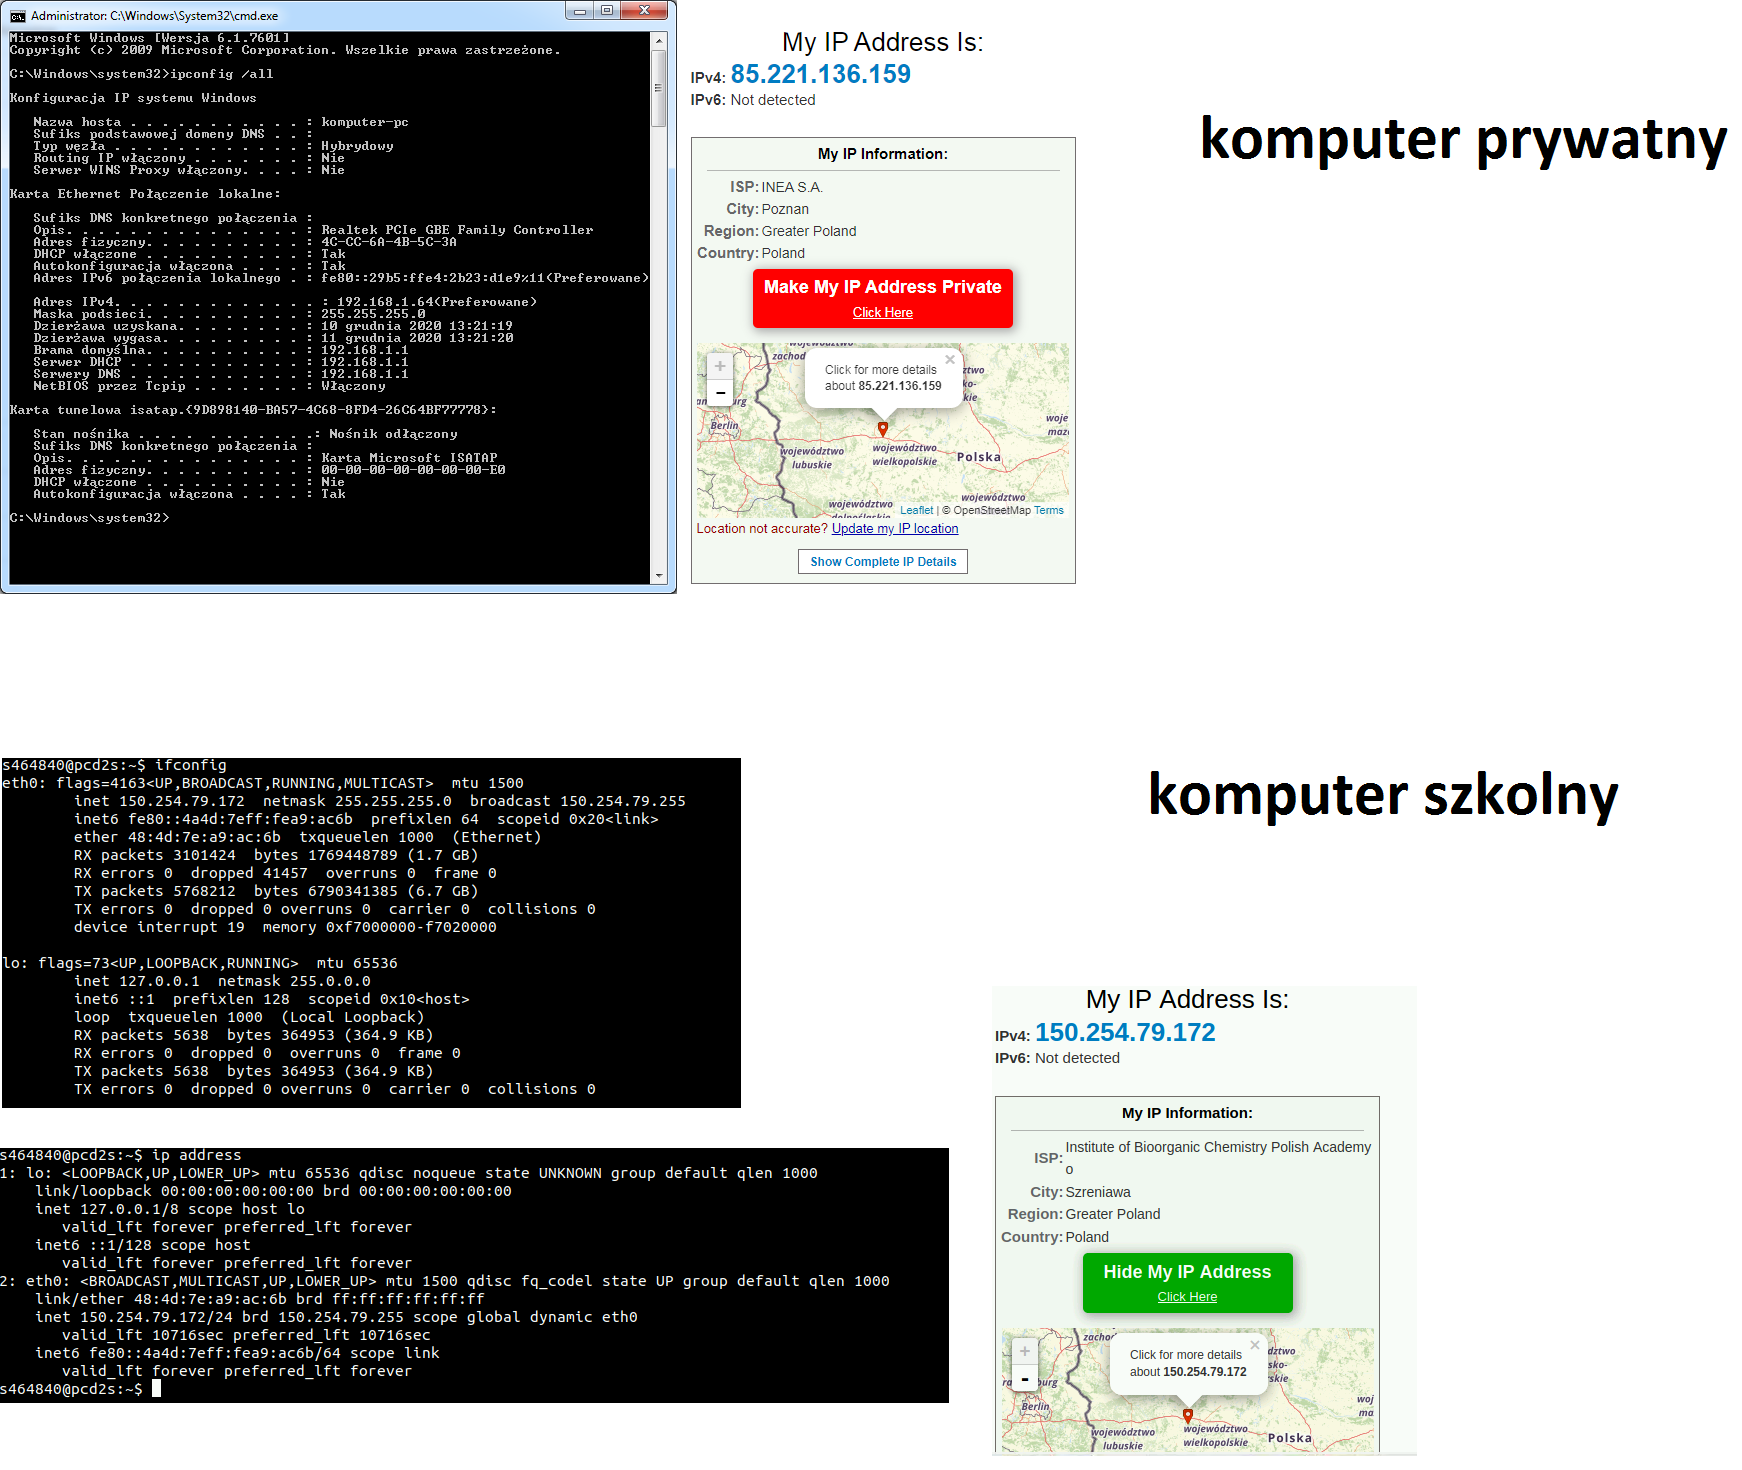 Administrator: C:\Windows\System32\cmd.exe
Microsoft Windows [Wersja 6.1.7601]
Copyright (c) 2009 Microsoft Corporation. Wszelkie prawa zastrzeżone.
C:\Windows\system32>ipconfig /all
Konfiguracja IP systemu Windows
Nazwa hosta . . . . . . . . . . . : komputer-pc
Sufiks podstawowej domeny DNS . . :
Typ węzła . . . . . . . . . . . . : Hybrydowy
Routing IP włączony . . . . . . . : Nie
Serwer WINS Proxy włączony. . . . : Nie
Karta Ethernet Połączenie lokalne:
Sufiks DNS konkretnego połączenia :
Opis. . . . . . . . . . . . . . . : Realtek PCIe GBE Family Controller
Adres fizyczny. . . . . . . . . . : 4C-CC-6A-4B-5C-3A
DHCP włączone . . . . . . . . . . : Tak
Autokonfiguracja włączona . . . . : Tak
Adres IPv6 połączenia lokalnego . : fe80::29b5:ffe4:2b23:d1e9%11(Preferowane)
Adres IPv4. . . . . . . . . . . . . : 192.168.1.64(Preferowane)
Maska podsieci. . . . . . . . . . : 255.255.255.0
Dzierżawa uzyskana. . . . . . . . : 10 grudnia 2020 13:21:19
Dzierżawa wygasa. . . . . . . . . : 11 grudnia 2020 13:21:20
Brama domyślna. . . . . . . . . . : 192.168.1.1
Serwer DHCP . . . . . . . . . . . : 192.168.1.1
Serwery DNS . . . . . . . . . . . : 192.168.1.1
NetBIOS przez Tcpip . . . . . . . : Włączony
Karta tunelowa isatap.{9D898140-BA57-4C68-8FD4-26C64BF77778}:
Stan nośnika . . . . . . . . . . .: Nośnik odłączony
Sufiks DNS konkretnego połączenia :
Opis. . . . . . . . . . . . . . . : Karta Microsoft ISATAP
Adres fizyczny. . . . . . . . . . : 00-00-00-00-00-00-00-E0
DHCP włączone . . . . . . . . . . : Nie
Autokonfiguracja włączona . . . . : Tak
C:\Windows\system32>
My IP Address Is:
IPv4: 85.221.136.159
IPv6: Not detected
My IP Information:
ISP: INEA S.A.
City: Poznan
Region: Greater Poland
Country: Poland
Make My IP Address Private
Click Here
województwo
zachod
+
-
Click for more details
about 85.221.136.159
×
dztwo
ko-
Berlin
anburg
woje
maz
województwo
lubuskie
województwo
wielkopolskie
Polska
województwo
dolnośląskie
województwo
Leaflet | © OpenStreetMap Terms
Location not accurate? Update my IP location
Show Complete IP Details
komputer prywatny
s464840@pcd2s:~$ ifconfig
eth0: flags=4163<UP,BROADCAST,RUNNING,MULTICAST>  mtu 1500
inet 150.254.79.172  netmask 255.255.255.0  broadcast 150.254.79.255
inet6 fe80::4a4d:7eff:fea9:ac6b  prefixlen 64  scopeid 0x20<link>
ether 48:4d:7e:a9:ac:6b  txqueuelen 1000  (Ethernet)
RX packets 3101424  bytes 1769448789 (1.7 GB)
RX errors 0  dropped 41457  overruns 0  frame 0
TX packets 5768212  bytes 6790341385 (6.7 GB)
TX errors 0  dropped 0 overruns 0  carrier 0  collisions 0
device interrupt 19  memory 0xf7000000-f7020000
lo: flags=73<UP,LOOPBACK,RUNNING>  mtu 65536
inet 127.0.0.1  netmask 255.0.0.0
inet6 ::1  prefixlen 128  scopeid 0x10<host>
loop  txqueuelen 1000  (Local Loopback)
RX packets 5638  bytes 364953 (364.9 KB)
RX errors 0  dropped 0  overruns 0  frame 0
TX packets 5638  bytes 364953 (364.9 KB)
TX errors 0  dropped 0 overruns 0  carrier 0  collisions 0
komputer szkolny
s464840@pcd2s:~$ ip address
1: lo: <LOOPBACK,UP,LOWER_UP> mtu 65536 qdisc noqueue state UNKNOWN group default qlen 1000
link/loopback 00:00:00:00:00:00 brd 00:00:00:00:00:00
inet 127.0.0.1/8 scope host lo
valid_lft forever preferred_lft forever
inet6 ::1/128 scope host
valid_lft forever preferred_lft forever
2: eth0: <BROADCAST,MULTICAST,UP,LOWER_UP> mtu 1500 qdisc fq_codel state UP group default qlen 1000
link/ether 48:4d:7e:a9:ac:6b brd ff:ff:ff:ff:ff:ff
inet 150.254.79.172/24 brd 150.254.79.255 scope global dynamic eth0
valid_lft 10716sec preferred_lft 10716sec
inet6 fe80::4a4d:7eff:fea9:ac6b/64 scope link
valid_lft forever preferred_lft forever
s464840@pcd2s:~$
My IP Address Is:
IPv4: 150.254.79.172
IPv6: Not detected
My IP Information:
ISP: Institute of Bioorganic Chemistry Polish Academy
o
City: Szreniawa
Region: Greater Poland
Country: Poland
Hide My IP Address
Click Here
zacho
+
-
Click for more details
about 150.254.79.172
×
dztwo
sko-
skie
Berlin
burg
woj
ma
województwo
lubuskie
województwo
wielkopolskie
Polska